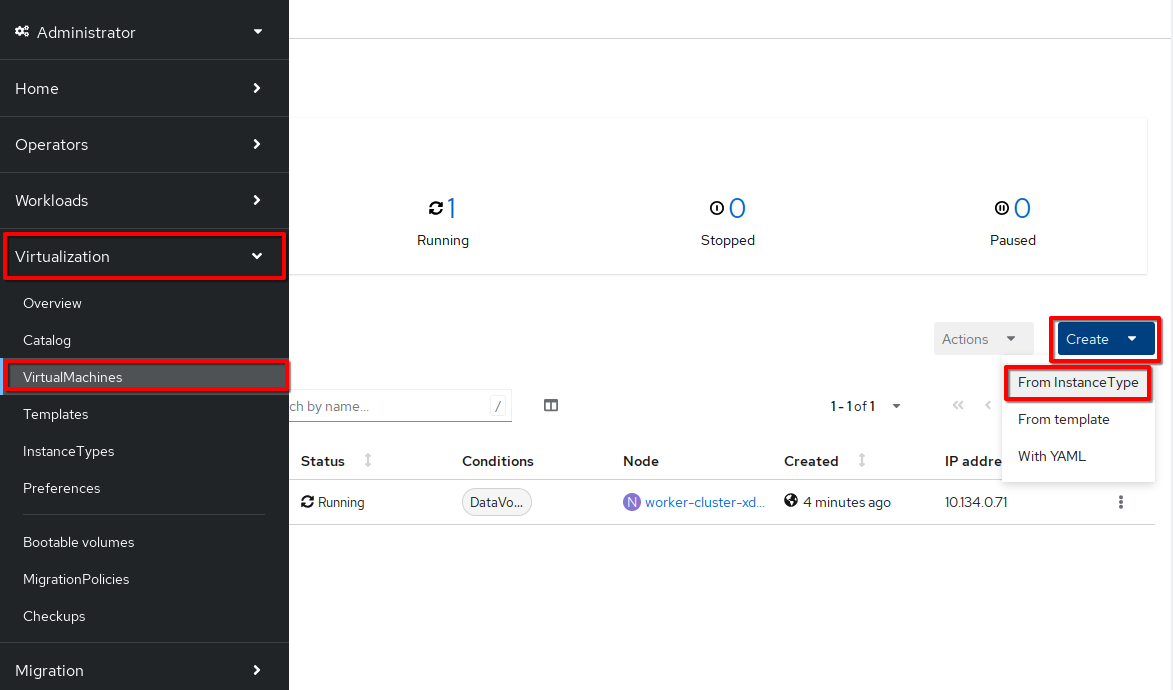 Administrator
Home
Operators
Workloads
Virtualization
Overview
Catalog
VirtualMachines
Templates
InstanceTypes
Preferences
Bootable volumes
MigrationPolicies
Checkups
Migration
1
Running
0
Stopped
0
Paused
Actions
Create
From InstanceType
From template
With YAML
ch by name...
/
1 - 1 of 1
Status Conditions Node Created IP addre
Running DataVo... N worker-cluster-xd... 4 minutes ago 10.134.0.71